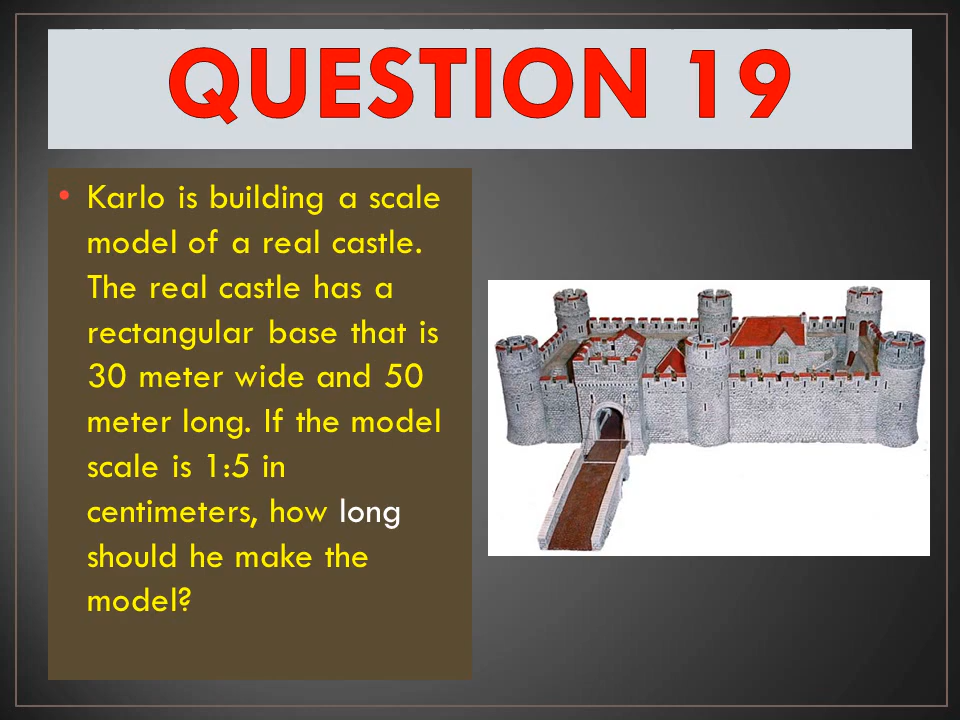 QUESTION 19
• Karlo is building a scale
model of a real castle.
The real castle has a
rectangular base that is
30 meter wide and 50
meter long. If the model
scale is 1:5 in
centimeters, how long
should he make the
model?